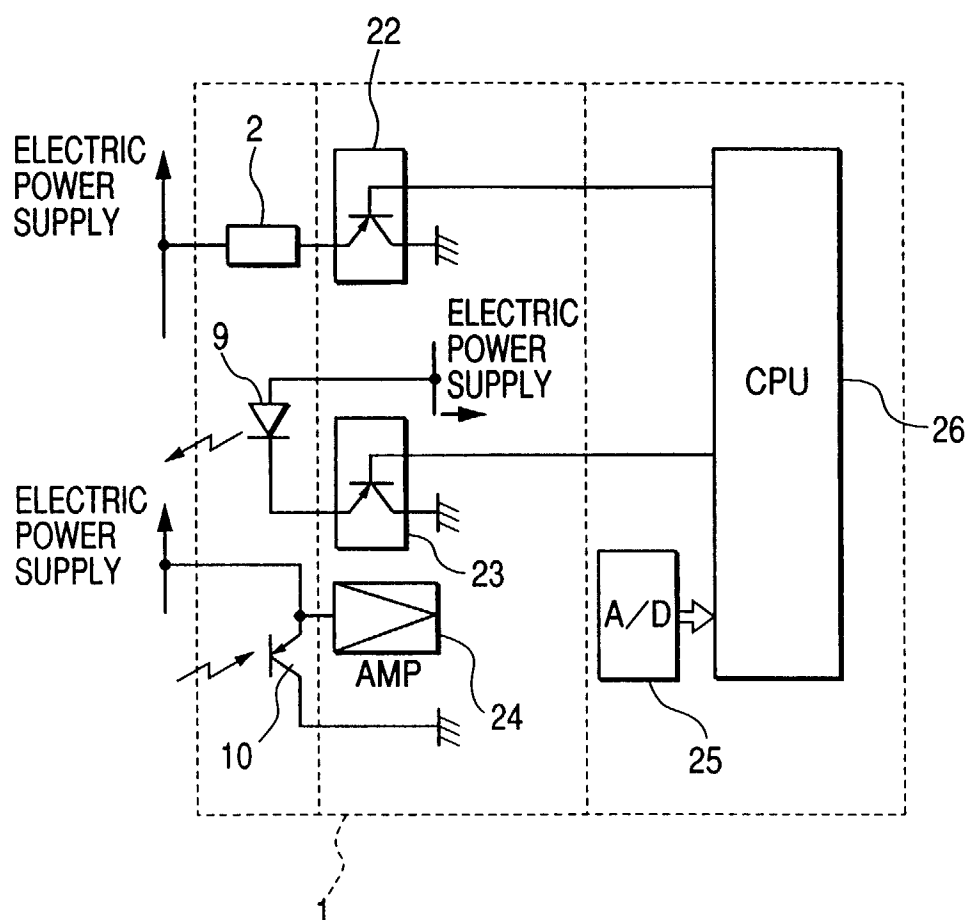 22
2
ELECTRIC
POWER
SUPPLY
9
ELECTRIC
POWER
SUPPLY
CPU
26
ELECTRIC
POWER
SUPPLY
23
A/D
AMP
24
10
25
1